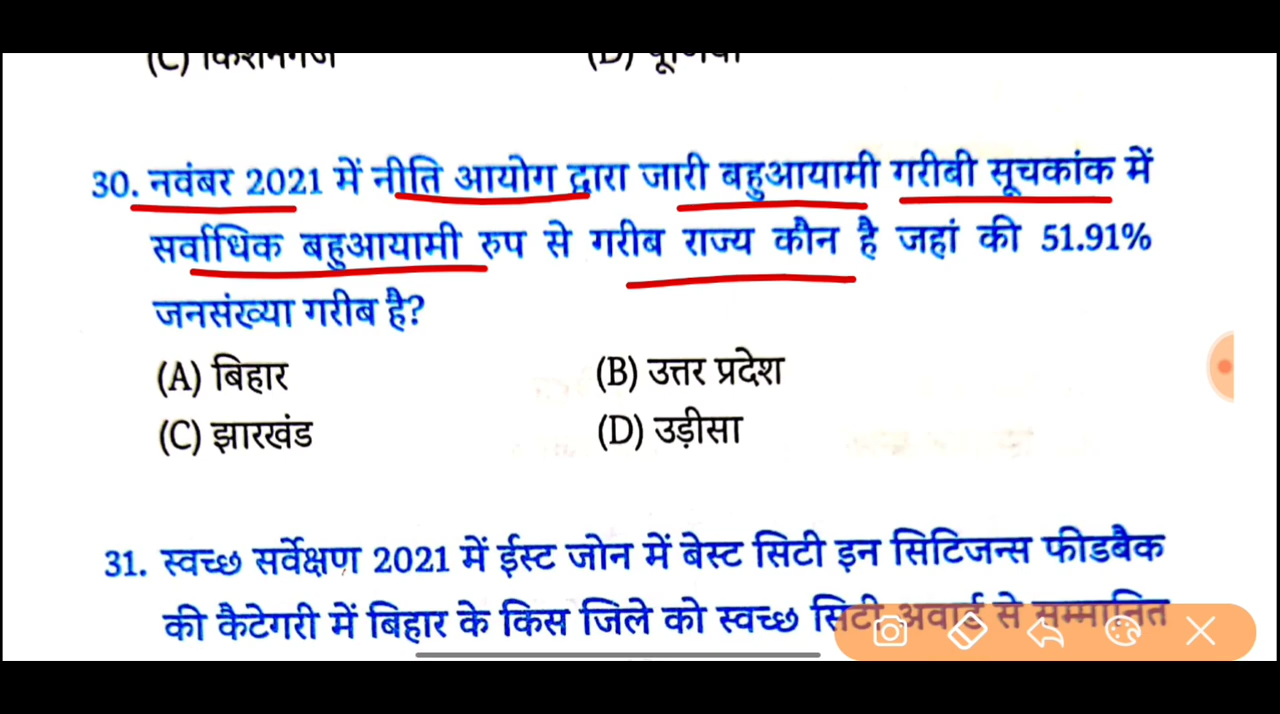 30. नवंबर 2021 में नीति आयोग द्वारा जारी बहुआयामी गरीबी सूचकांक में
सर्वाधिक बहुआयामी रुप से गरीब राज्य कौन है जहां की 51.91%
जनसंख्या गरीब है?
(A) बिहार (B) उत्तर प्रदेश
(C) झारखंड (D) उड़ीसा
31. स्वच्छ सर्वेक्षण 2021 में ईस्ट जोन में बेस्ट सिटी इन सिटिजन्स फीडबैक
की कैटेगरी में बिहार के किस जिले को स्वच्छ सिटी अवार्ड से सम्मानित